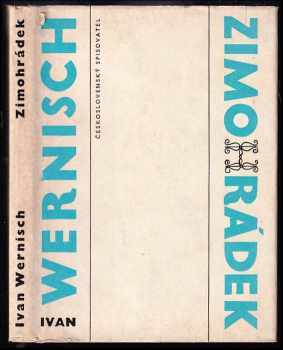 Ivan Wernisch Zimohrádek
IVAN WERNISCH
ČESKOSLOVENSKÝ SPISOVATEL
ZIMOHRÁDEK